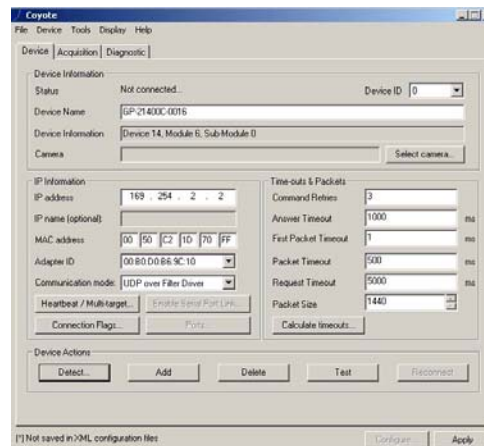 Coyote
File Device Tools Display Help
Device Acquisition Diagnostic
Device Information
Status Not connected... Device ID 0
Device Name GP-21400C-0016
Device Information Device 14, Module 6, Sub-Module 0
Camera Select camera...
IP Information
IP address 169 . 254 . 2 . 2
IP name (optional)
MAC address 00 50 C2 1D 70 FF
Adapter ID 00:B0:D0:B6:9C:10
Communication mode: UDP over Filter Driver
Heartbeat / Multi-target... Enable Serial Port Link...
Connection Flags... Ports...
Time-outs & Packets
Command Retries 3
Answer Timeout 1000 ms
First Packet Timeout 1 ms
Packet Timeout 500 ms
Request Timeout 5000 ms
Packet Size 1440
Calculate timeouts...
Device Actions
Detect... Add Delete Test Reconnect
[*] Not saved in XML configuration files Configure... Apply